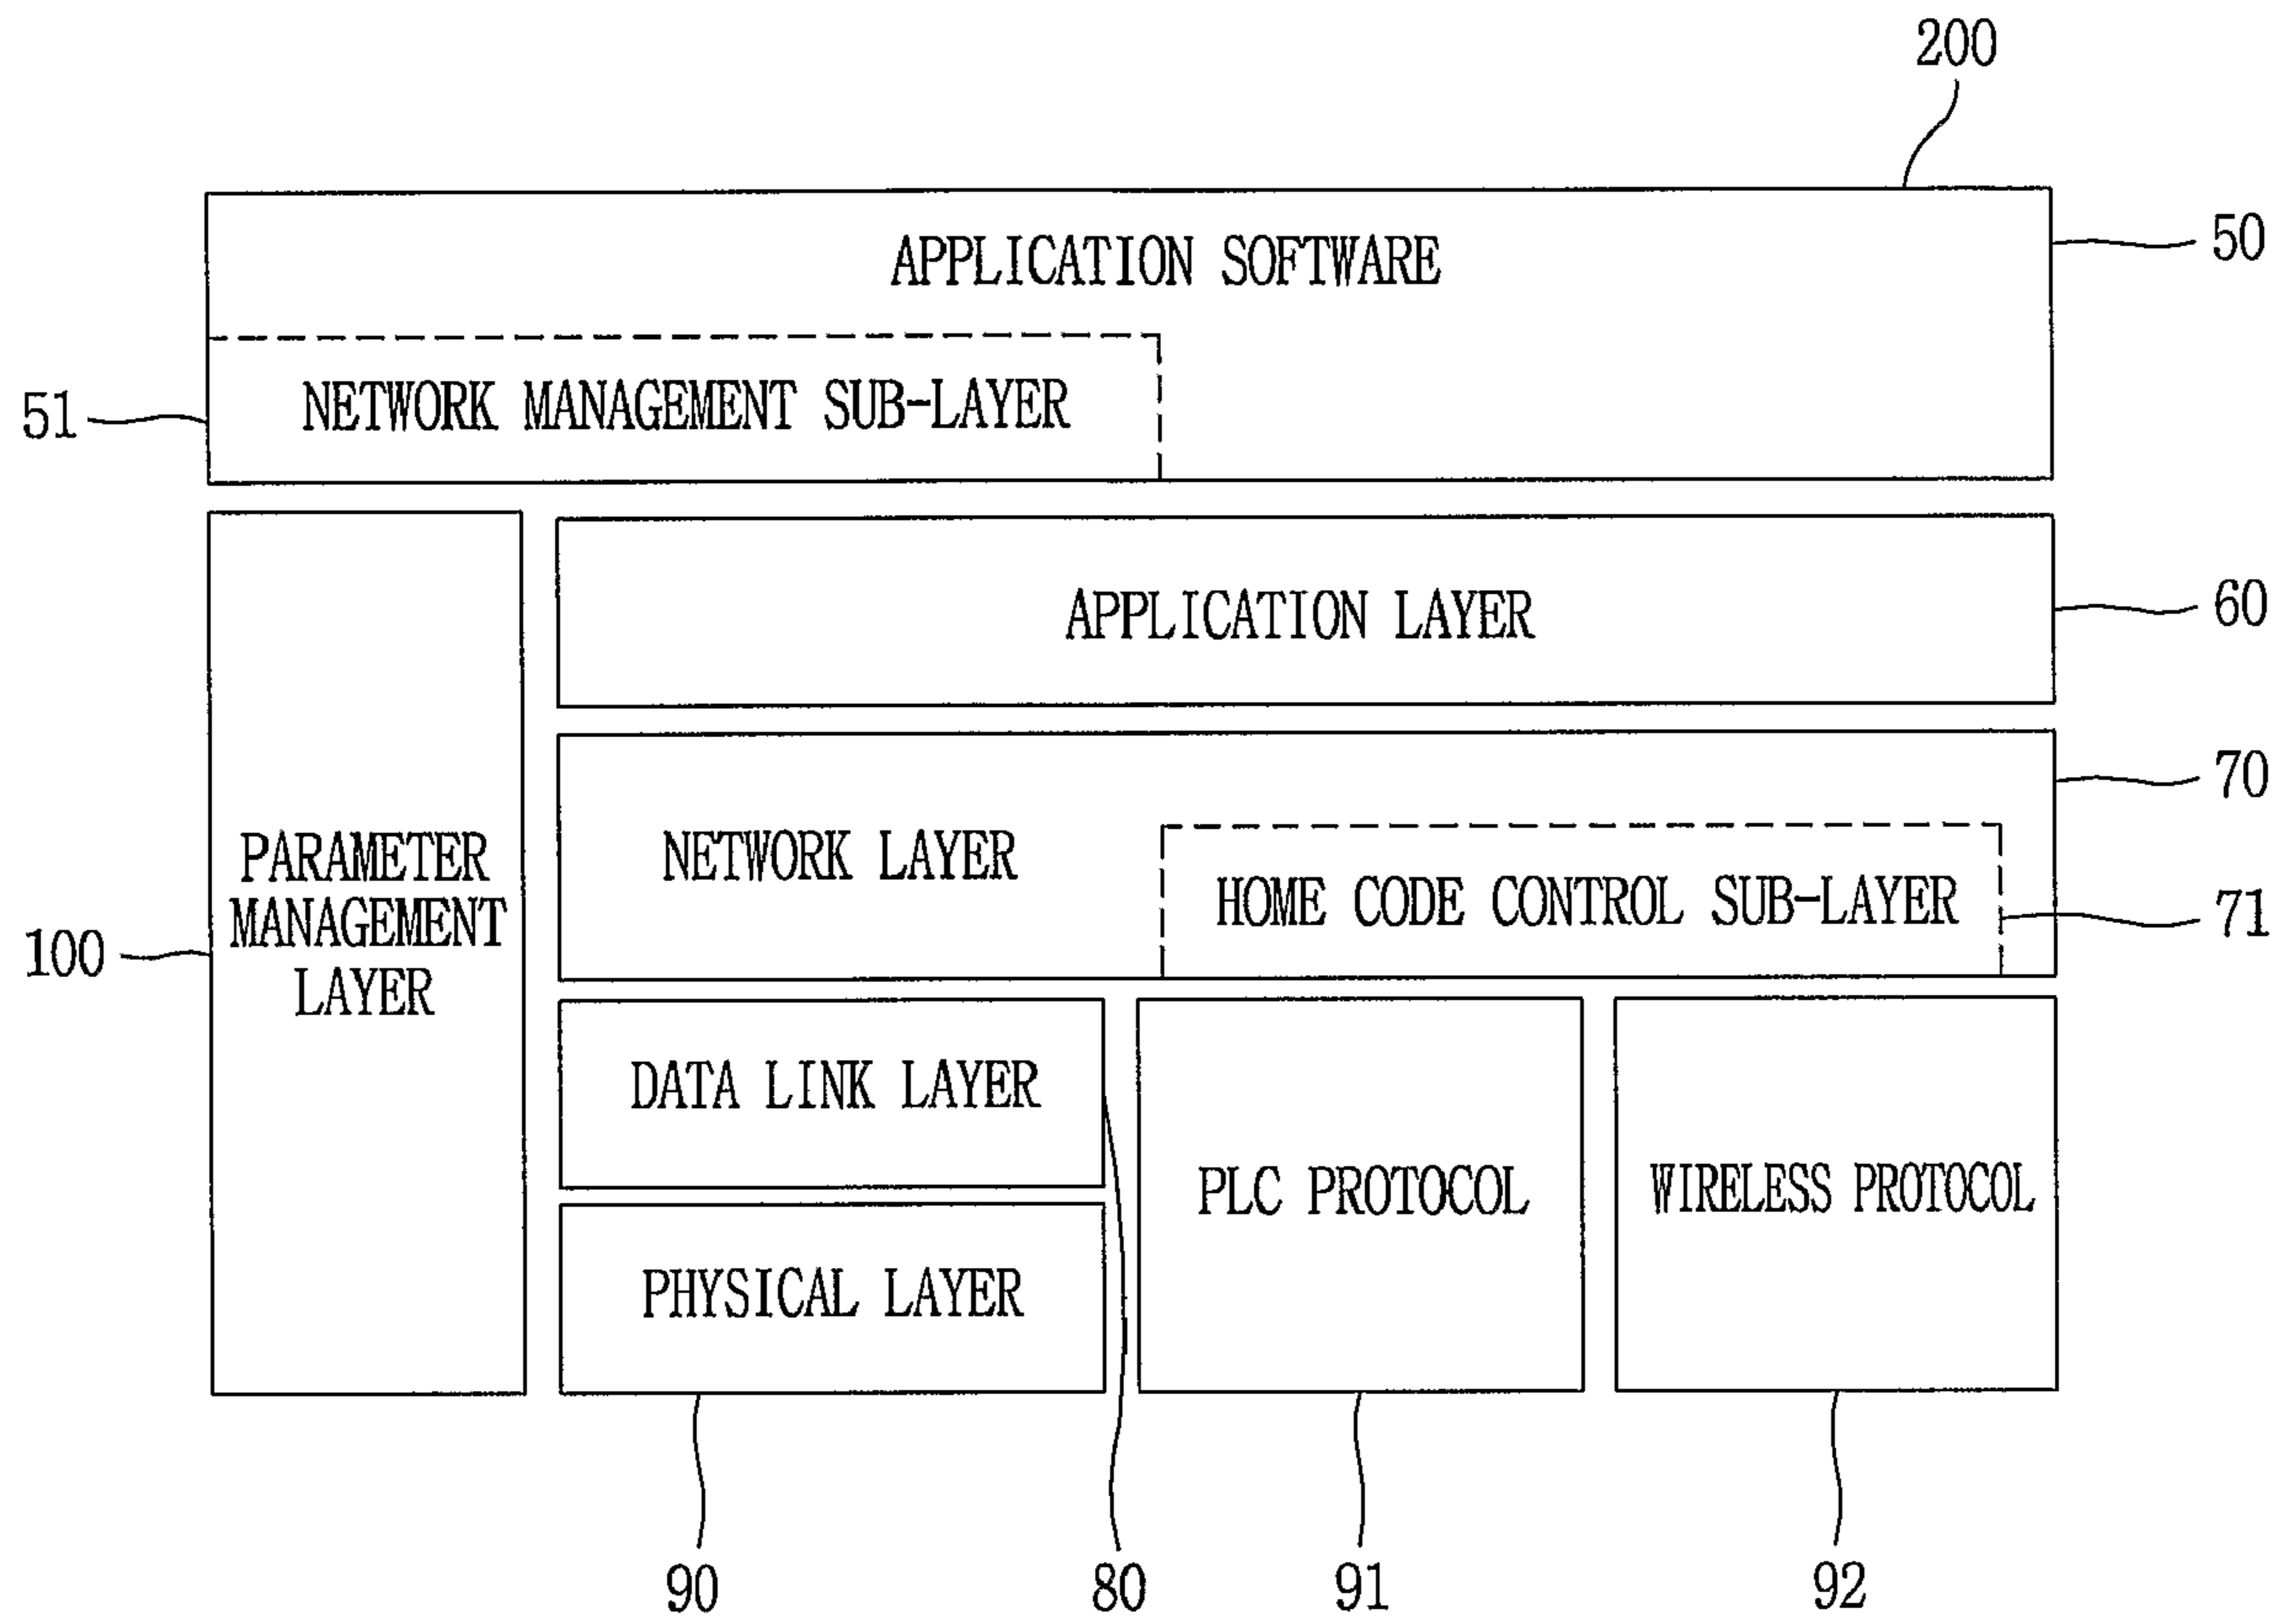 200
APPLICATION SOFTWARE
50
NETWORK MANAGEMENT SUB-LAYER
51
APPLICATION LAYER
60
PARAMETER
MANAGEMENT
LAYER
100
NETWORK LAYER
70
HOME CODE CONTROL SUB-LAYER
71
DATA LINK LAYER
PLC PROTOCOL
WIRELESS PROTOCOL
PHYSICAL LAYER
90
80
91
92